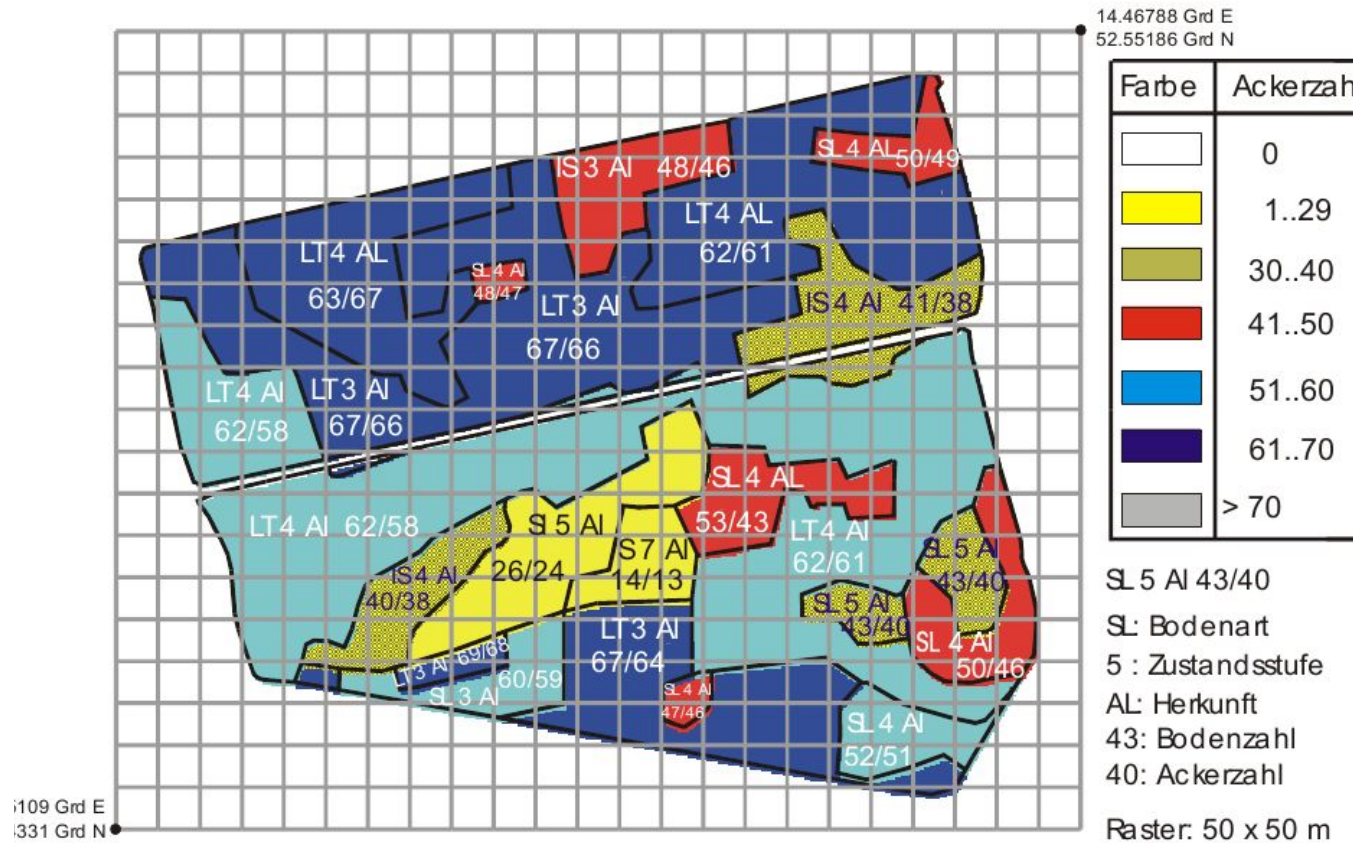 14.46788 Grd E
52.55186 Grd N
Farbe Ackerzah
0
1..29
30..40
41..50
51..60
61..70
> 70
SL 5 Al 43/40
SL: Bodenart
5 : Zustandsstufe
AL: Herkunft
43: Bodenzahl
40: Ackerzahl
Raster: 50 x 50 m
lS 3 Al 48/46
SL 4 AL 50/49
LT4 AL
62/61
LT4 AL
63/67
SL 4 Al
48/47
LT3 Al
67/66
lS 4 Al 41/38
LT4 Al
62/58
LT3 Al
67/66
SL 4 AL
53/43
LT4 Al 62/58
Sl 5 Al
26/24
S7 Al
14/13
LT4 Al
62/61
SL 5 Al
43/40
lS 4 Al
40/38
SL 5 Al
43/40
LT3 Al
67/64
SL 4 Al
50/46
LT3 Al 69/68
SL 3 Al 60/59
SL 4 Al
47/46
SL 4 Al
52/51
5109 Grd E
4331 Grd N